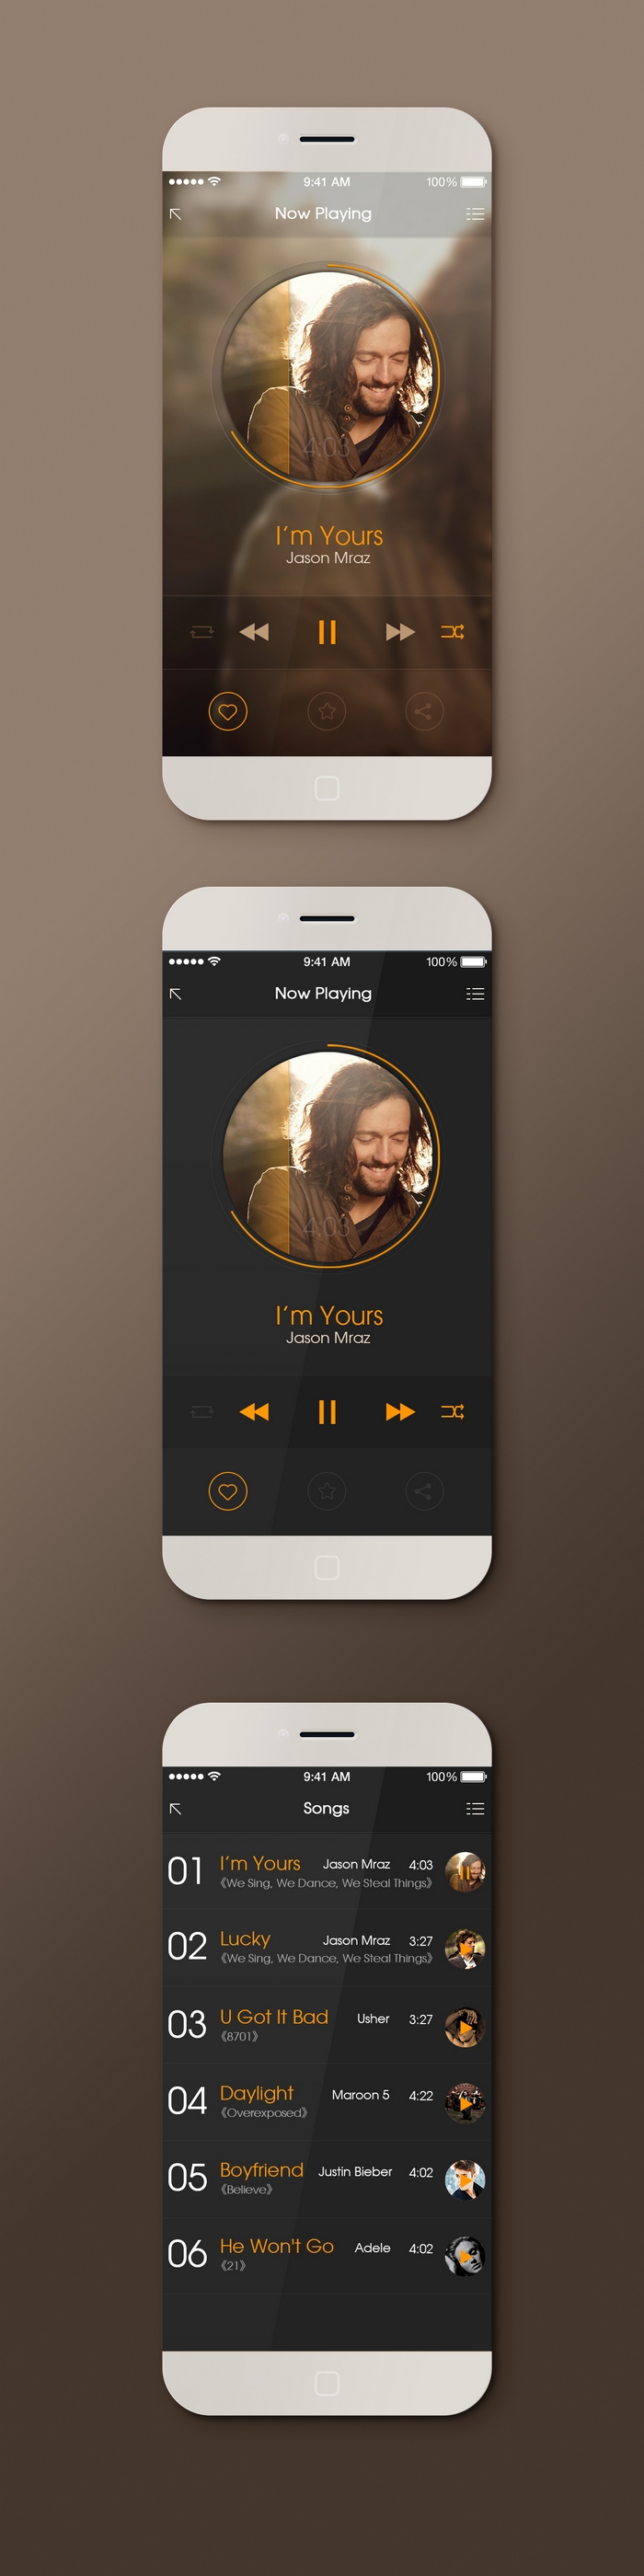 9:41 AM 100%
Now Playing
4:03
I'm Yours
Jason Mraz
9:41 AM 100%
Now Playing
4:03
I'm Yours
Jason Mraz
9:41 AM 100%
Songs
01 I'm Yours Jason Mraz 4:03
《We Sing, We Dance, We Steal Things》
02 Lucky Jason Mraz 3:27
《We Sing, We Dance, We Steal Things》
03 U Got It Bad Usher 3:27
《8701》
04 Daylight Maroon 5 4:22
《Overexposed》
05 Boyfriend Justin Bieber 4:02
《Believe》
06 He Won't Go Adele 4:02
《21》